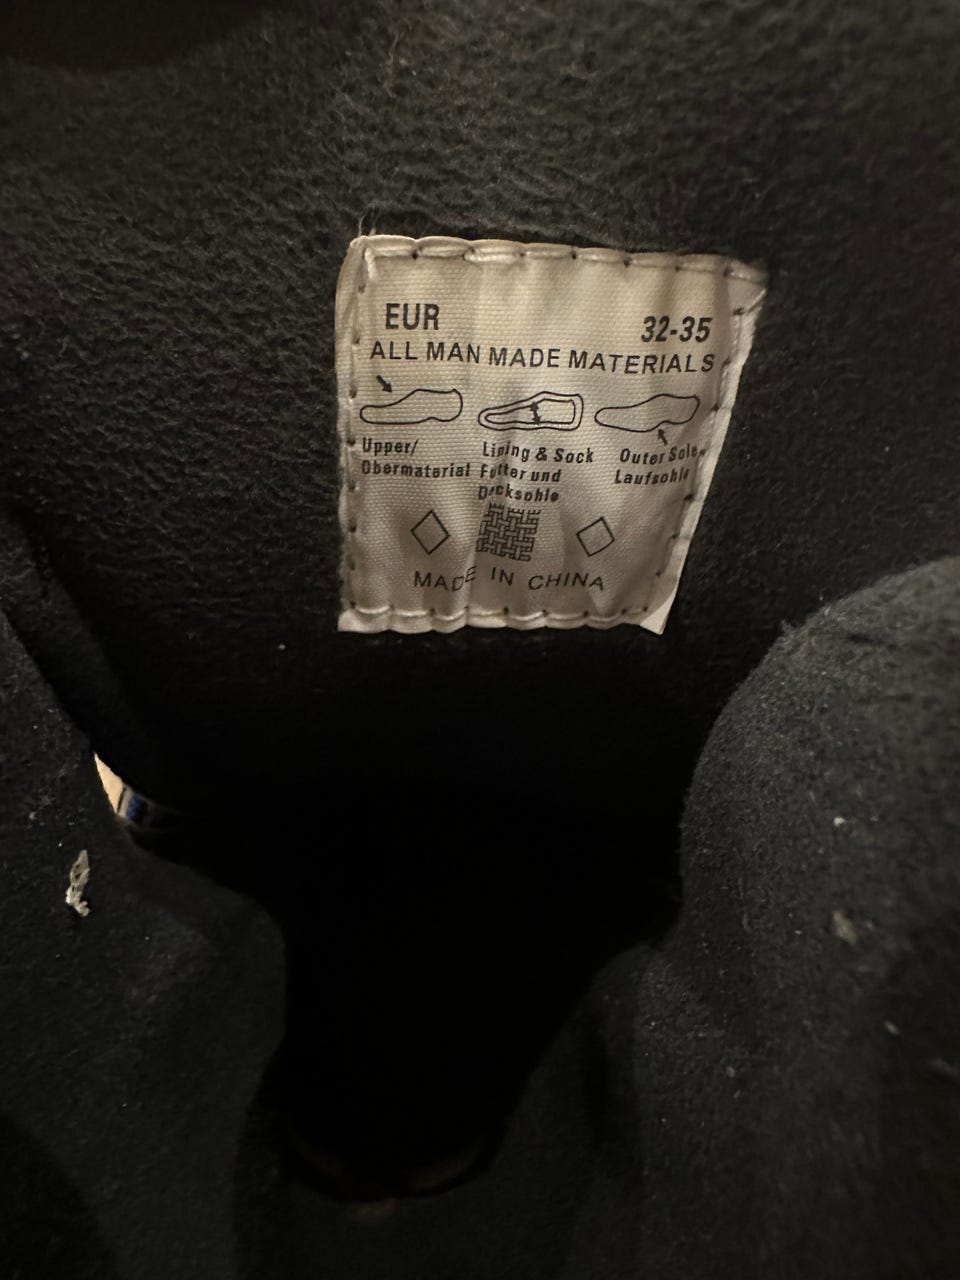 EUR 32-35
ALL MAN MADE MATERIALS
Upper/
Obermaterial
Lining & Sock
Futter und
Decksohle
Outer Sole
Laufsohle
MADE IN CHINA